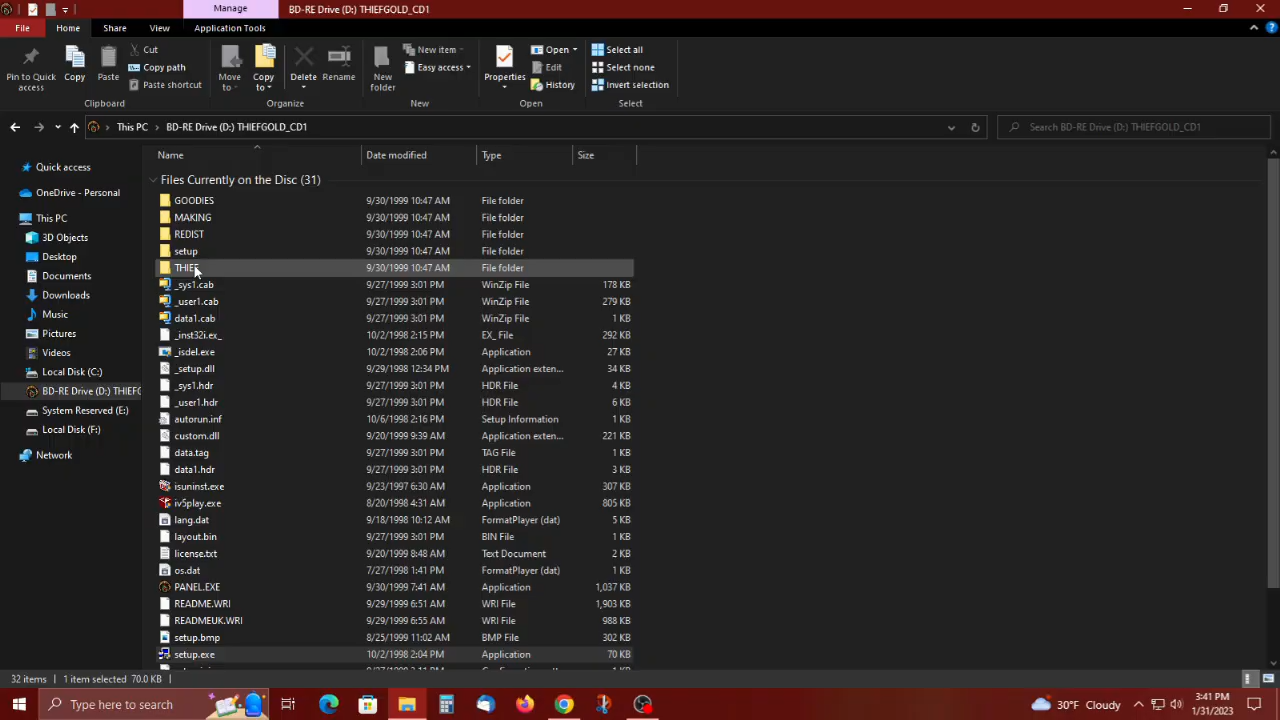 Manage
BD-RE Drive (D:) THIEFGOLD_CD1
File Home Share View Application Tools
Pin to Quick access
Copy
Paste
Cut
Copy path
Paste shortcut
Clipboard
Move to
Copy to
Delete
Rename
Organize
New folder
New item
Easy access
New
Properties
Open
Edit
History
Open
Select all
Select none
Invert selection
Select
This PC > BD-RE Drive (D:) THIEFGOLD_CD1
Search BD-RE Drive (D:) THIEFGOLD_CD1
Quick access
OneDrive - Personal
This PC
3D Objects
Desktop
Documents
Downloads
Music
Pictures
Videos
Local Disk (C:)
BD-RE Drive (D:) THIEFG
System Reserved (E:)
Local Disk (F:)
Network
Name Date modified Type Size
Files Currently on the Disc (31)
GOODIES 9/30/1999 10:47 AM File folder
MAKING 9/30/1999 10:47 AM File folder
REDIST 9/30/1999 10:47 AM File folder
setup 9/30/1999 10:47 AM File folder
THIEF 9/30/1999 10:47 AM File folder
_sys1.cab 9/27/1999 3:01 PM WinZip File 178 KB
_user1.cab 9/27/1999 3:01 PM WinZip File 279 KB
data1.cab 9/27/1999 3:01 PM WinZip File 1 KB
_inst32i.ex_ 10/2/1998 2:15 PM EX_ File 292 KB
_isdel.exe 10/2/1998 2:06 PM Application 27 KB
_setup.dll 9/29/1998 12:34 PM Application exten... 34 KB
_sys1.hdr 9/27/1999 3:01 PM HDR File 4 KB
_user1.hdr 9/27/1999 3:01 PM HDR File 6 KB
autorun.inf 10/6/1998 2:16 PM Setup Information 1 KB
custom.dll 9/20/1999 9:39 AM Application exten... 221 KB
data.tag 9/27/1999 3:01 PM TAG File 1 KB
data1.hdr 9/27/1999 3:01 PM HDR File 3 KB
isuninst.exe 9/23/1997 6:30 AM Application 307 KB
iv5play.exe 8/20/1998 4:31 AM Application 805 KB
lang.dat 9/18/1998 10:12 AM FormatPlayer (dat) 5 KB
layout.bin 9/27/1999 3:01 PM BIN File 1 KB
license.txt 9/20/1999 8:48 AM Text Document 2 KB
os.dat 7/27/1998 1:41 PM FormatPlayer (dat) 1 KB
PANEL.EXE 9/30/1999 7:41 AM Application 1,037 KB
README.WRI 9/29/1999 6:51 AM WRI File 1,903 KB
READMEUK.WRI 9/29/1999 6:55 AM WRI File 988 KB
setup.bmp 8/25/1999 11:02 AM BMP File 302 KB
setup.exe 10/2/1998 2:04 PM Application 70 KB
32 items 1 item selected 70.0 KB
Type here to search
30°F Cloudy
3:41 PM
1/31/2023